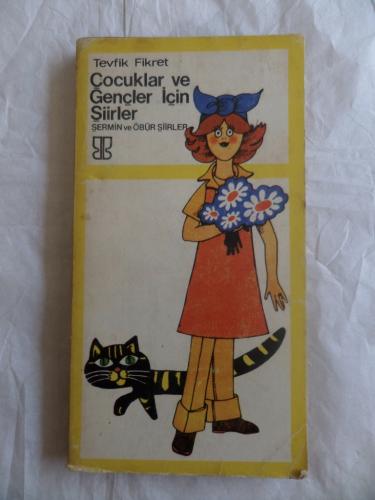 Tevfik Fikret
Çocuklar ve
Gençler İçin
Şiirler
ŞERMİN ve ÖBÜR ŞİİRLER